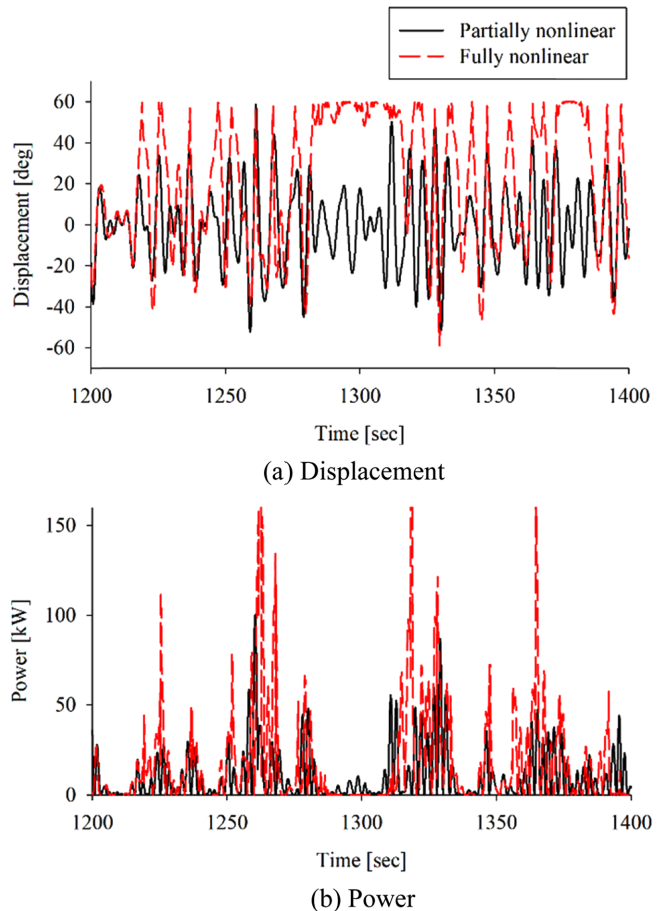 Partially nonlinear
Fully nonlinear
Displacement [deg]
60
40
20
0
-20
-40
-60
1200 1250 1300 1350 1400
Time [sec]
(a) Displacement
Power [kW]
150
100
50
0
1200 1250 1300 1350 1400
Time [sec]
(b) Power